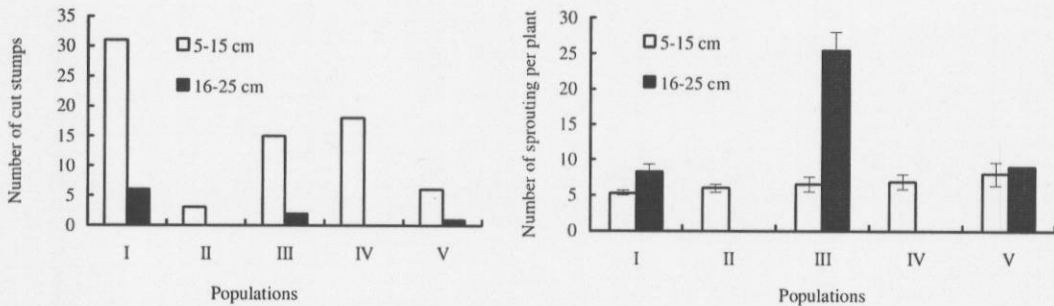 Number of cut stumps
35
30
25
20
15
10
5
0
5-15 cm
16-25 cm
I II III IV V
Populations
Number of sprouting per plant
30
25
20
15
10
5
0
5-15 cm
16-25 cm
I II III IV V
Populations